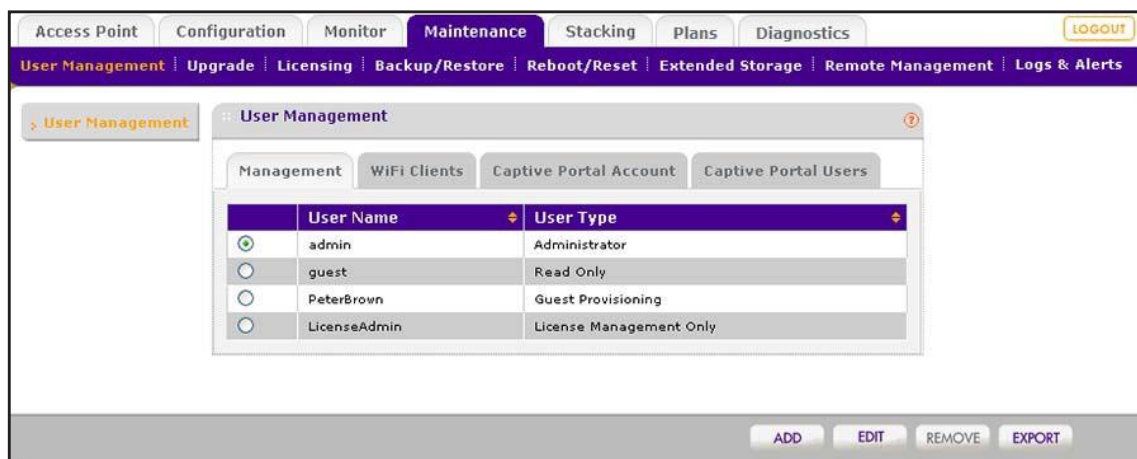 Access Point Configuration Monitor Maintenance Stacking Plans Diagnostics LOGOUT
User Management Upgrade Licensing Backup/Restore Reboot/Reset Extended Storage Remote Management Logs & Alerts
User Management
User Management ?
Management WiFi Clients Captive Portal Account Captive Portal Users
User Name User Type
admin Administrator
guest Read Only
PeterBrown Guest Provisioning
LicenseAdmin License Management Only
ADD EDIT REMOVE EXPORT